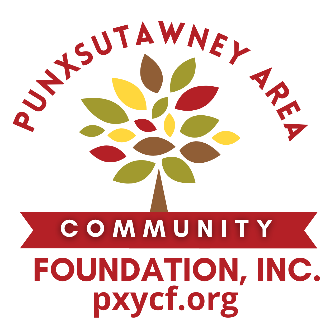 PUNXSUTAWNEY AREA
COMMUNITY
FOUNDATION, INC.
pxycf.org